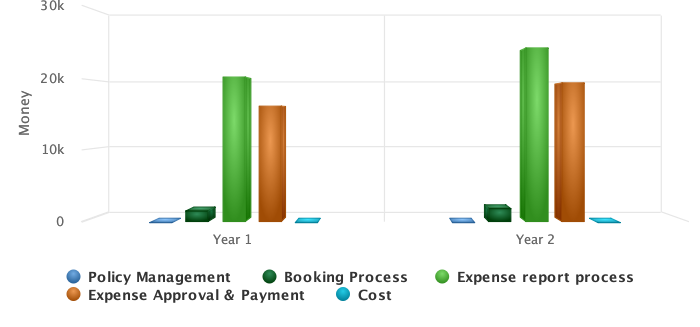 30k
20k
10k
0
Money
Year 1
Year 2
Policy Management
Booking Process
Expense report process
Expense Approval & Payment
Cost